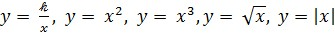 y = k/x, y = x², y = x³, y = √x, y = |x|